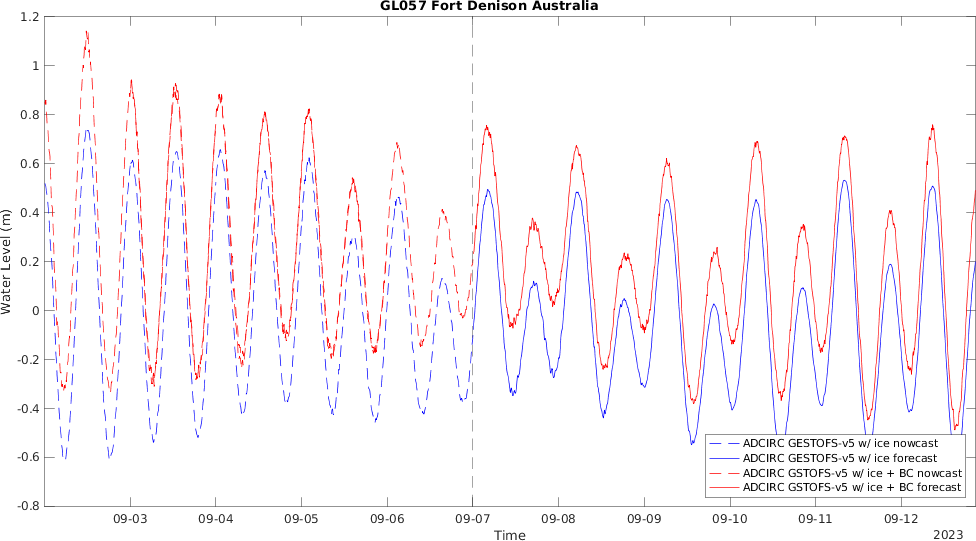 GL057 Fort Denison Australia
1.2
1
0.8
0.6
0.4
0.2
0
-0.2
-0.4
-0.6
-0.8
Water Level (m)
ADCIRC GESTOFS-v5 w/ ice nowcast
ADCIRC GESTOFS-v5 w/ ice forecast
ADCIRC GSTOFS-v5 w/ ice + BC nowcast
ADCIRC GSTOFS-v5 w/ ice + BC forecast
09-03 09-04 09-05 09-06 09-07 09-08 09-09 09-10 09-11 09-12
Time
2023